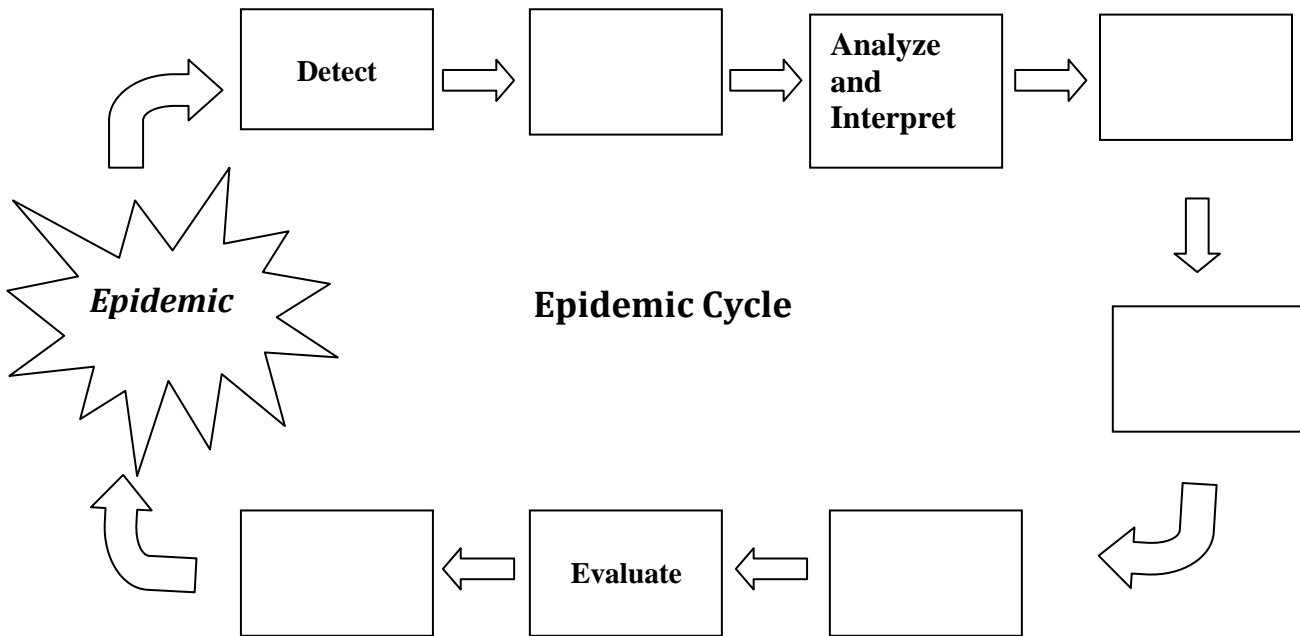 Detect
Analyze
and
Interpret
Epidemic
Epidemic Cycle
Evaluate